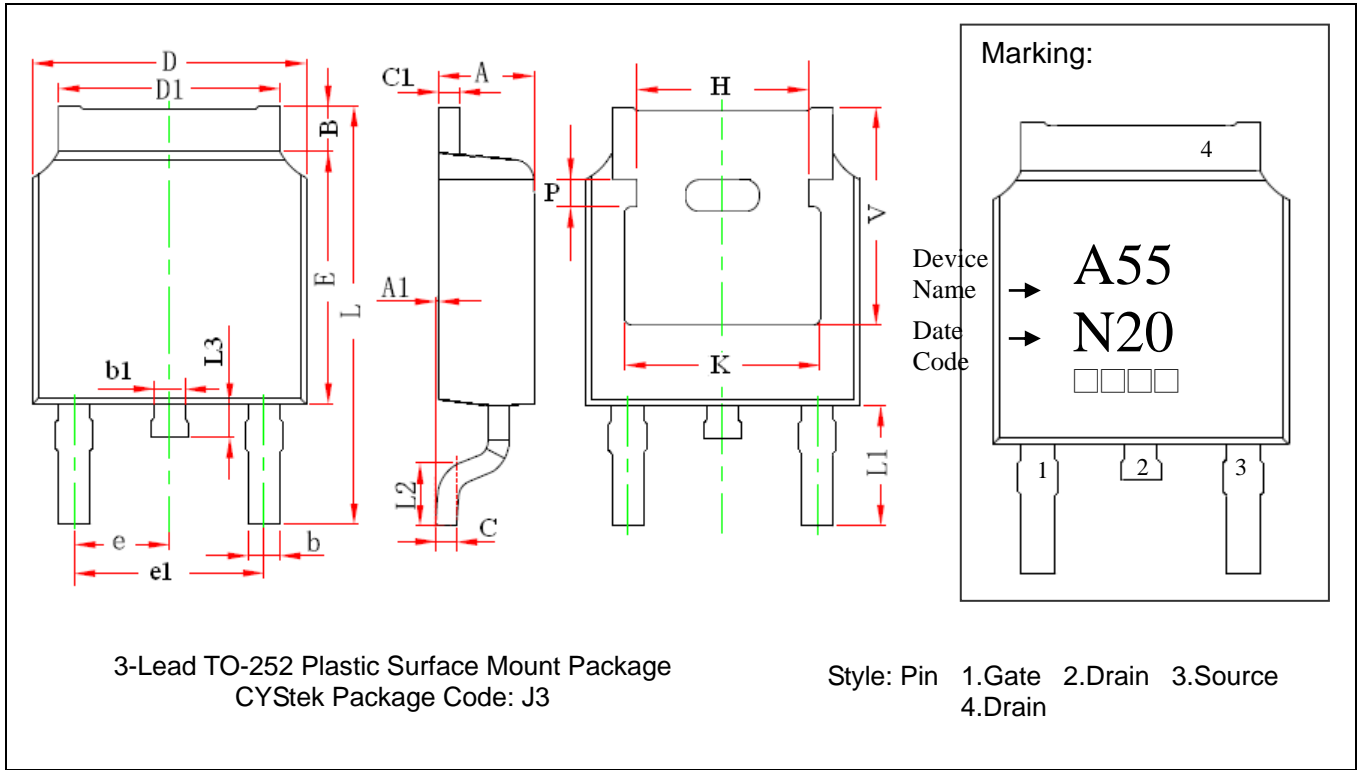 D
D1
B
E
L
L3
b1
e
e1
b
C1
A
A1
L2
C
H
P
V
K
L1
Marking:
4
Device
Name
A55
Date
Code
N20
□□□□
1 2 3
3-Lead TO-252 Plastic Surface Mount Package
CYStek Package Code: J3
Style: Pin 1.Gate 2.Drain 3.Source
4.Drain